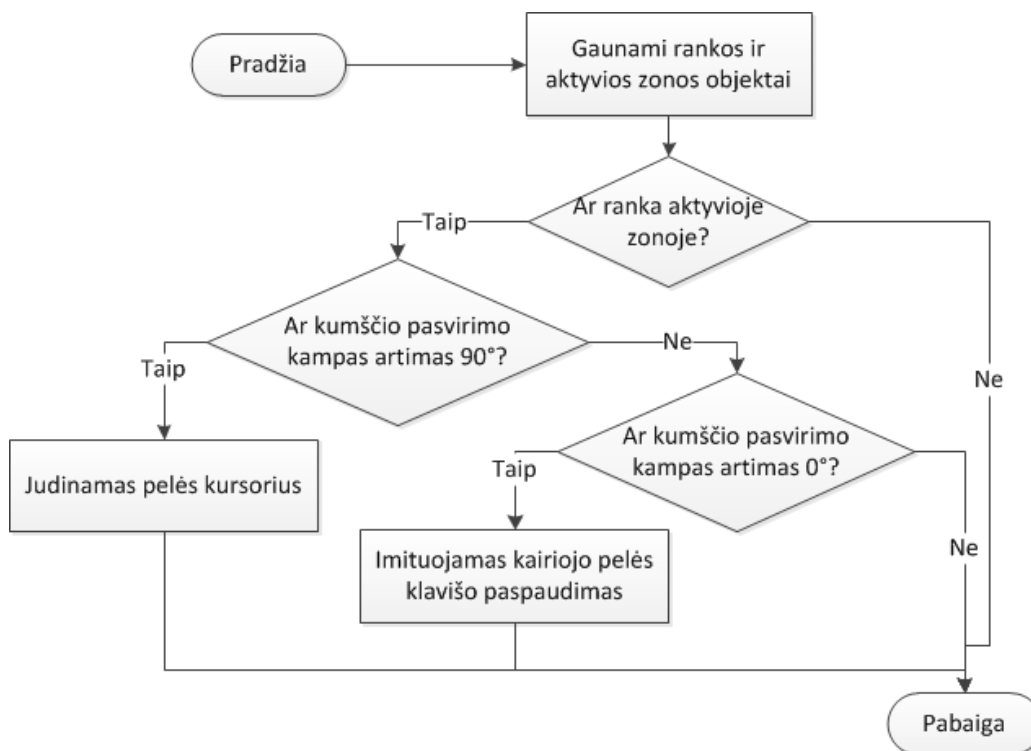 Pradžia
Gaunami rankos ir
aktyvios zonos objektai
Ar ranka aktyvioje
zonoje?
Taip
Ne
Ar kumščio pasvirimo
kampas artimas 90°?
Taip
Ne
Ar kumščio pasvirimo
kampas artimas 0°?
Taip
Ne
Judinamas pelės kursorius
Imituojamas kairiojo pelės
klavišo paspaudimas
Pabaiga